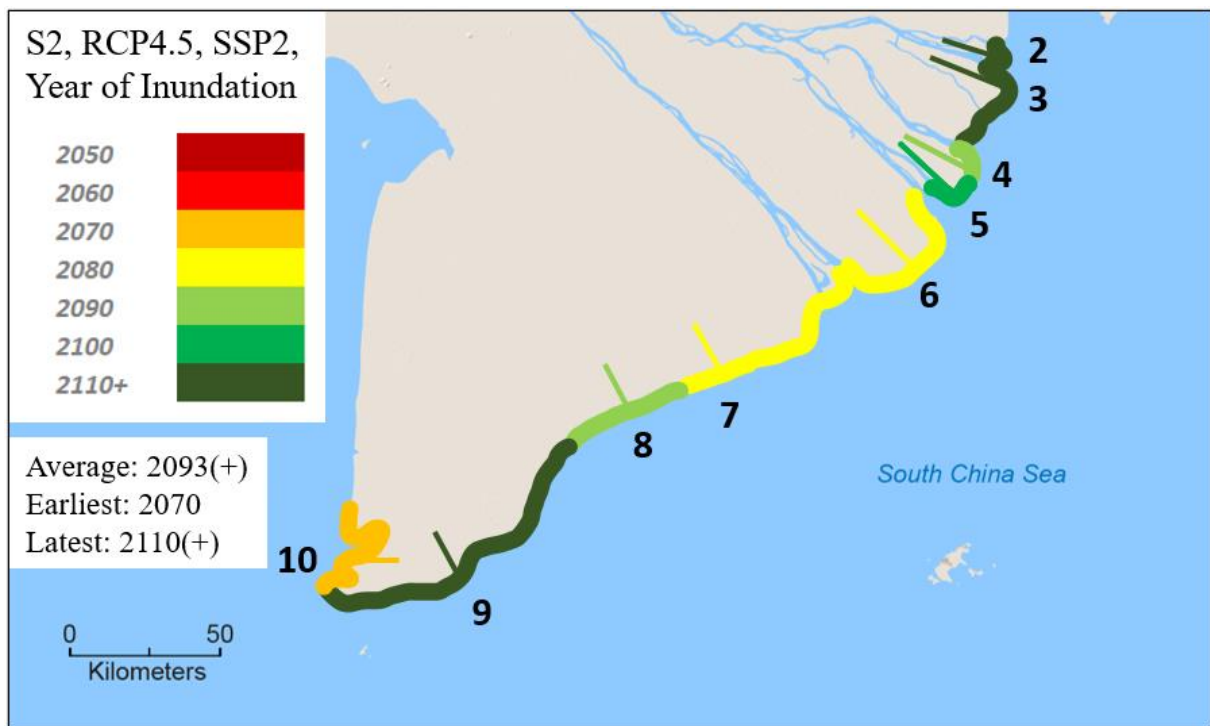 S2, RCP4.5, SSP2,
Year of Inundation
2050
2060
2070
2080
2090
2100
2110+
Average: 2093(+)
Earliest: 2070
Latest: 2110(+)
2
3
4
5
6
7
8
9
10
South China Sea
0 50
Kilometers